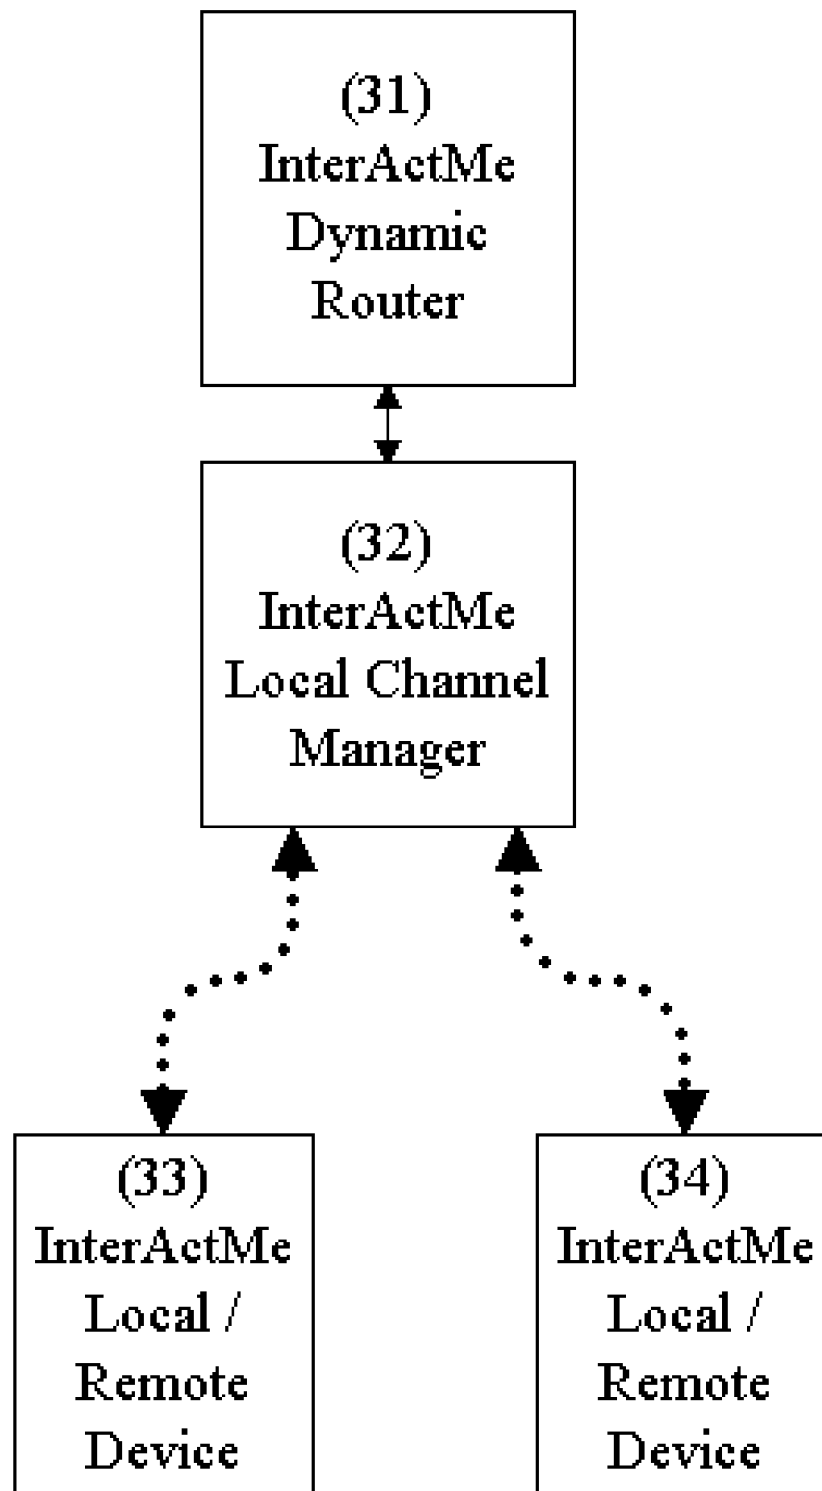 (31)
InterActMe
Dynamic
Router
(32)
InterActMe
Local Channel
Manager
(33)
InterActMe
Local /
Remote
Device
(34)
InterActMe
Local /
Remote
Device